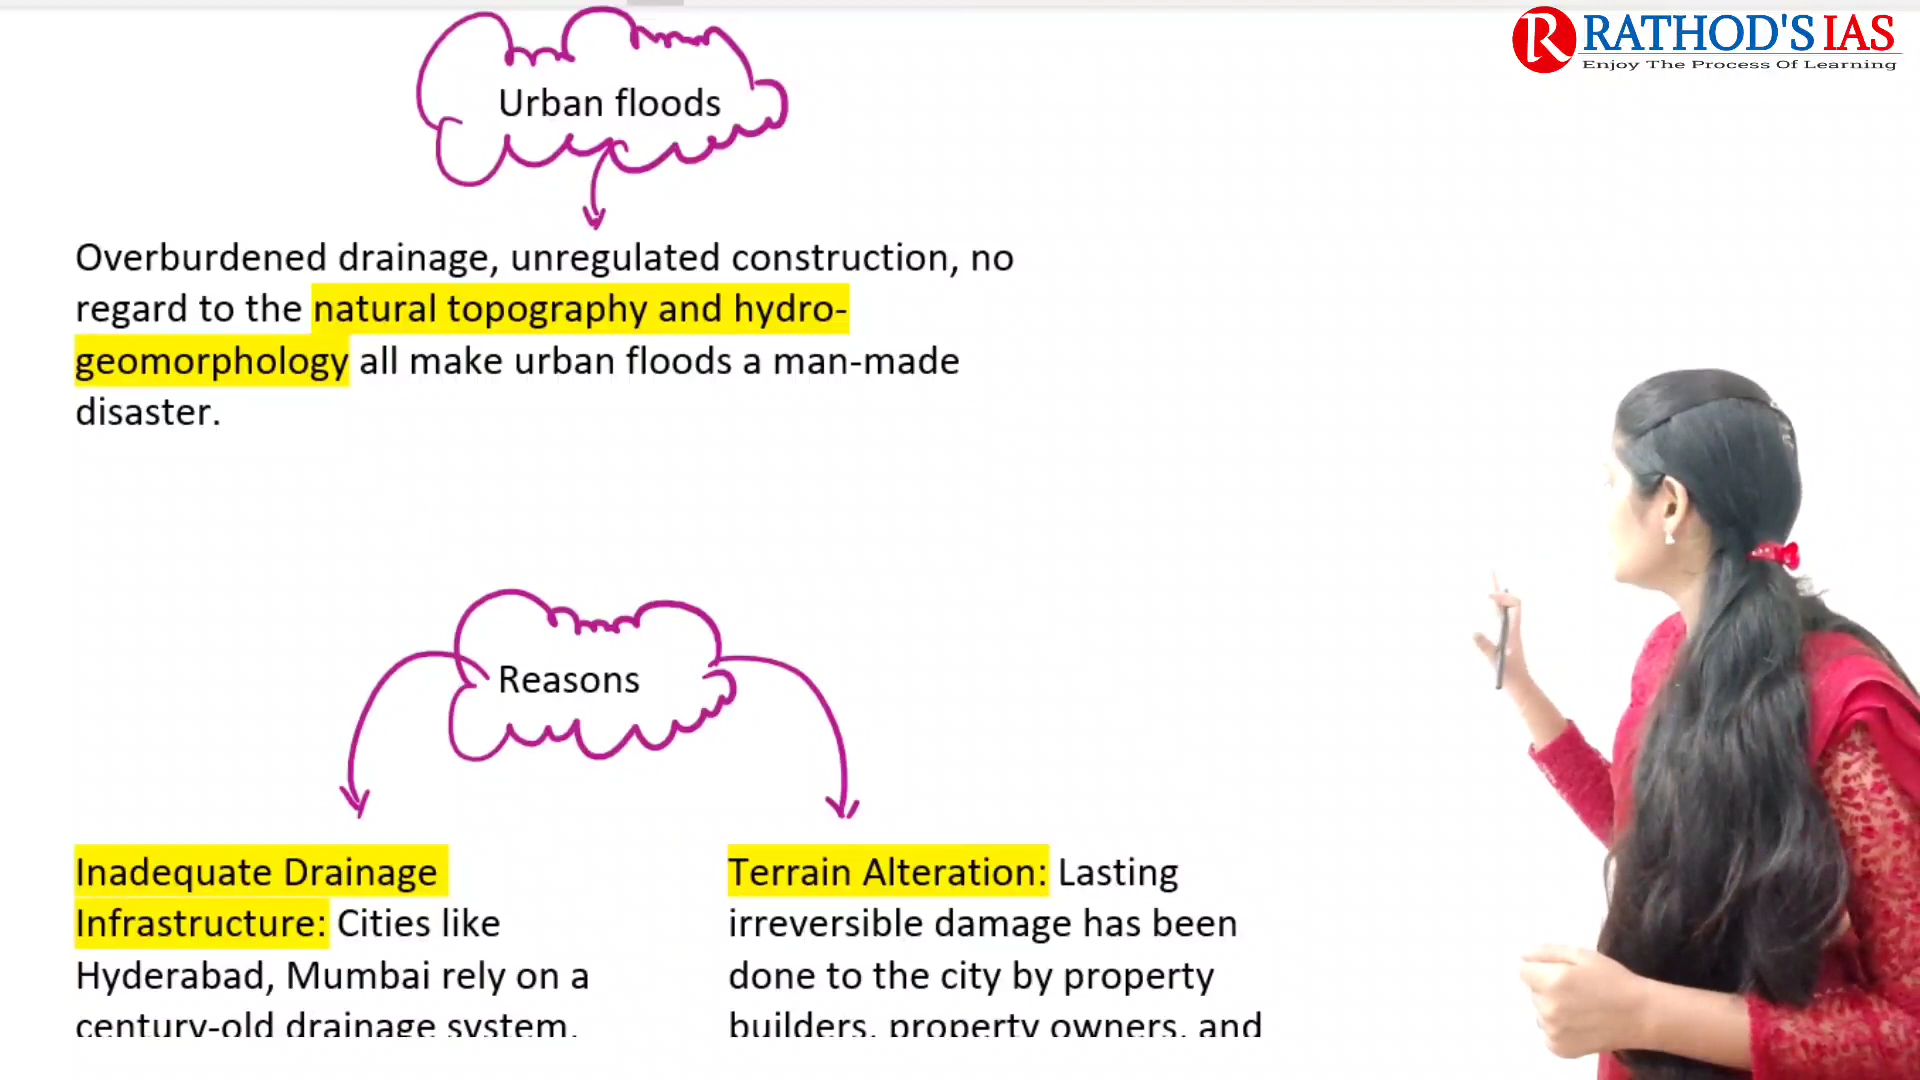 RATHOD'S IAS
Enjoy The Process Of Learning
Urban floods
Overburdened drainage, unregulated construction, no
regard to the natural topography and hydro-
geomorphology all make urban floods a man-made
disaster.
Reasons
Inadequate Drainage
Infrastructure: Cities like
Hyderabad, Mumbai rely on a
century-old drainage system.
Terrain Alteration: Lasting
irreversible damage has been
done to the city by property
builders, property owners, and